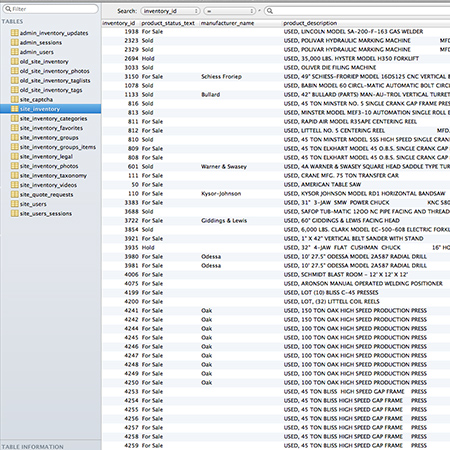 Filter
Search: inventory_id =
TABLES
inventory_id product_status_text manufacturer_name product_description
admin_inventory_updates
admin_sessions
admin_users
old_site_inventory
old_site_inventory_photos
old_site_inventory_taglists
old_site_inventory_tags
site_captcha
site_inventory
site_inventory_categories
site_inventory_favorites
site_inventory_groups
site_inventory_groups_items
site_inventory_legal
site_inventory_photos
site_inventory_taxonomy
site_inventory_videos
site_quote_requests
site_users
site_users_sessions
1938 For Sale USED, LINCOLN MODEL SA-200-F-163 GAS WELDER
2323 Sold USED, POLIVAR HYDRAULIC MARKING MACHINE MFD
2329 Sold USED, POLIVAR HYDRAULIC MARKING MACHINE MFD.
2694 Hold USED, 35,000 LBS. HYSTER MODEL H350 FORKLIFT
3033 Sold USED, OLIVER DIE FILING MACHINE
3150 For Sale Schiess Froriep USED, 49" SCHIESS-FRORIEP MODEL 16DS125 CNC VERTICAL
1078 Sold USED, BABIN MODEL 60 CIRCL-MATIC AUTOMATIC BOLT CIRC
1133 Sold Bullard USED, 42" BULLARD (PARTS) MAN-AU-TROL VERTICAL TURRET
816 Sold USED, 45 TON MINSTER NO. 5 SINGLE CRANK GAP FRAME PRES
813 Sold USED, MINSTER MODEL MEF3-10 AUTOMATION SINGLE ROLL
811 For Sale USED, RAPID AIR MODEL R35APE CENTERING REEL
812 For Sale USED, LITTELL NO. 5 CENTERING REEL MFD
810 Sold USED, 45 TON MINSTER MODEL 5SS HIGH SPEED SINGLE CRANK
809 For Sale USED, 45 TON ELKHART MODEL 45 O.B.S. SINGLE CRANK GAP
808 For Sale USED, 45 TON ELKHART MODEL 45 O.B.S. SINGLE CRANK GAP
601 Sold Warner & Swasey USED, 4A WARNER & SWASEY SQUARE HEAD SADDLE TYPE TUR
111 For Sale USED, CRANE MFG. 75 TON TRANSFER CAR
50 For Sale USED, AMERICAN TABLE SAW
110 For Sale Kysor-Johnson USED, KYSOR JOHNSON MODEL RD1 HORIZONTAL BANDSAW
3383 For Sale USED, 31" 3-JAW SMW POWER CHUCK KNC S80
3688 Sold USED, SAFOP TUB-MATIC 1200 NC PIPE FACING AND THREAD
3722 For Sale Giddings & Lewis USED, 60" GIDDINGS & LEWIS FACING HEAD
3854 Sold USED, 6,000 LBS. CLARK MODEL EC-500-60B ELECTRIC FORKL
3921 For Sale USED, 1" X 42" VERTICAL BELT SANDER WITH STAND
3935 Hold USED, 32" 4-JAW FLAT CUSHMAN CHUCK 16" HO
3980 For Sale Odessa USED, 10' 27.5" ODESSA MODEL 2A587 RADIAL DRILL
3981 For Sale Odessa USED, 10' 27.5" ODESSA MODEL 2A587 RADIAL DRILL
4006 For Sale USED, SCHMIDT BLAST ROOM - 12' X 12' X 12'
4075 For Sale USED, ARONSON MANUAL OPERATED WELDING POSITIONER
4199 For Sale USED, LOT (10) BLISS C-45 PRESSES
4200 For Sale USED, LOT, (32) LITTELL COIL REELS
4241 For Sale Oak USED, 150 TON OAK HIGH SPEED PRODUCTION PRESS
4242 For Sale Oak USED, 100 TON OAK HIGH SPEED PRODUCTION PRESS
4244 For Sale Oak USED, 100 TON OAK HIGH SPEED PRODUCTION PRESS
4246 For Sale Oak USED, 100 TON OAK HIGH SPEED PRODUCTION PRESS
4247 For Sale Oak USED, 100 TON OAK HIGH SPEED PRODUCTION PRESS
4248 For Sale Oak USED, 100 TON OAK HIGH SPEED PRODUCTION PRESS
4249 For Sale Oak USED, 100 TON OAK HIGH SPEED PRODUCTION PRESS
4250 For Sale Oak USED, 100 TON OAK HIGH SPEED PRODUCTION PRESS
4253 For Sale USED, 45 TON BLISS HIGH SPEED GAP FRAME PRESS
4254 For Sale USED, 45 TON BLISS HIGH SPEED GAP FRAME PRESS
4255 For Sale USED, 45 TON BLISS HIGH SPEED GAP FRAME PRESS
4256 For Sale USED, 45 TON BLISS HIGH SPEED GAP FRAME PRESS
4257 For Sale USED, 45 TON BLISS HIGH SPEED GAP FRAME PRESS
4258 For Sale USED, 45 TON BLISS HIGH SPEED GAP FRAME PRESS
4259 For Sale USED, 45 TON BLISS HIGH SPEED GAP FRAME PRESS
TABLE INFORMATION